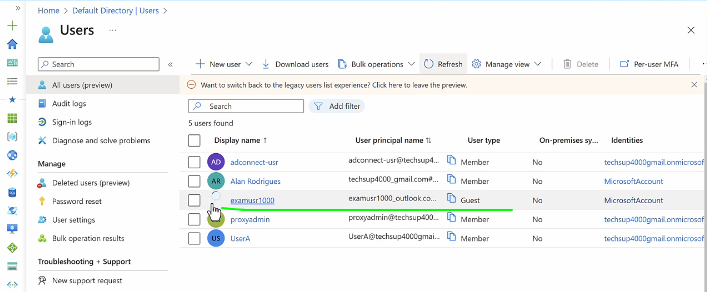 Home > Default Directory | Users >
Users ...
Search
New user
Download users
Bulk operations
Refresh
Manage view
Delete
Per-user MFA
All users (preview)
Audit logs
Sign-in logs
Diagnose and solve problems
Manage
Deleted users (preview)
Password reset
User settings
Bulk operation results
Troubleshooting + Support
New support request
Want to switch back to the legacy users list experience? Click here to leave the preview.
Search
Add filter
5 users found
Display name ↑ User principal name ↑↓ User type On-premises sy... Identities
AD adconnect-usr adconnect-usr@techsup4... Member No techsup4000gmail.onmicros
AR Alan Rodrigues techsup4000_gmail.com#... Member No MicrosoftAccount
examusr1000 examusr1000_outlook.co... Guest No MicrosoftAccount
proxyadmin proxyadmin@techsup400... Member No techsup4000gmail.onmicros
US UserA UserA@techsup4000gmai... Member No techsup4000gmail.onmicros